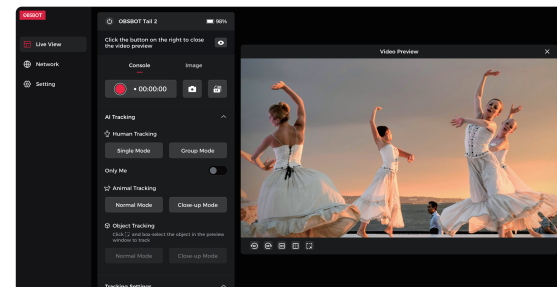 OBSBOT
OBSBOT Tail 2
98%
Live View
Network
Setting
Click the button on the right to close
the video preview
Console
Image
00:00:00
AI Tracking
Human Tracking
Single Mode
Group Mode
Only Me
Animal Tracking
Normal Mode
Close-up Mode
Object Tracking
Click and box-select the object in the preview
window to track
Normal Mode
Close-up Mode
Tracking Settings
Video Preview